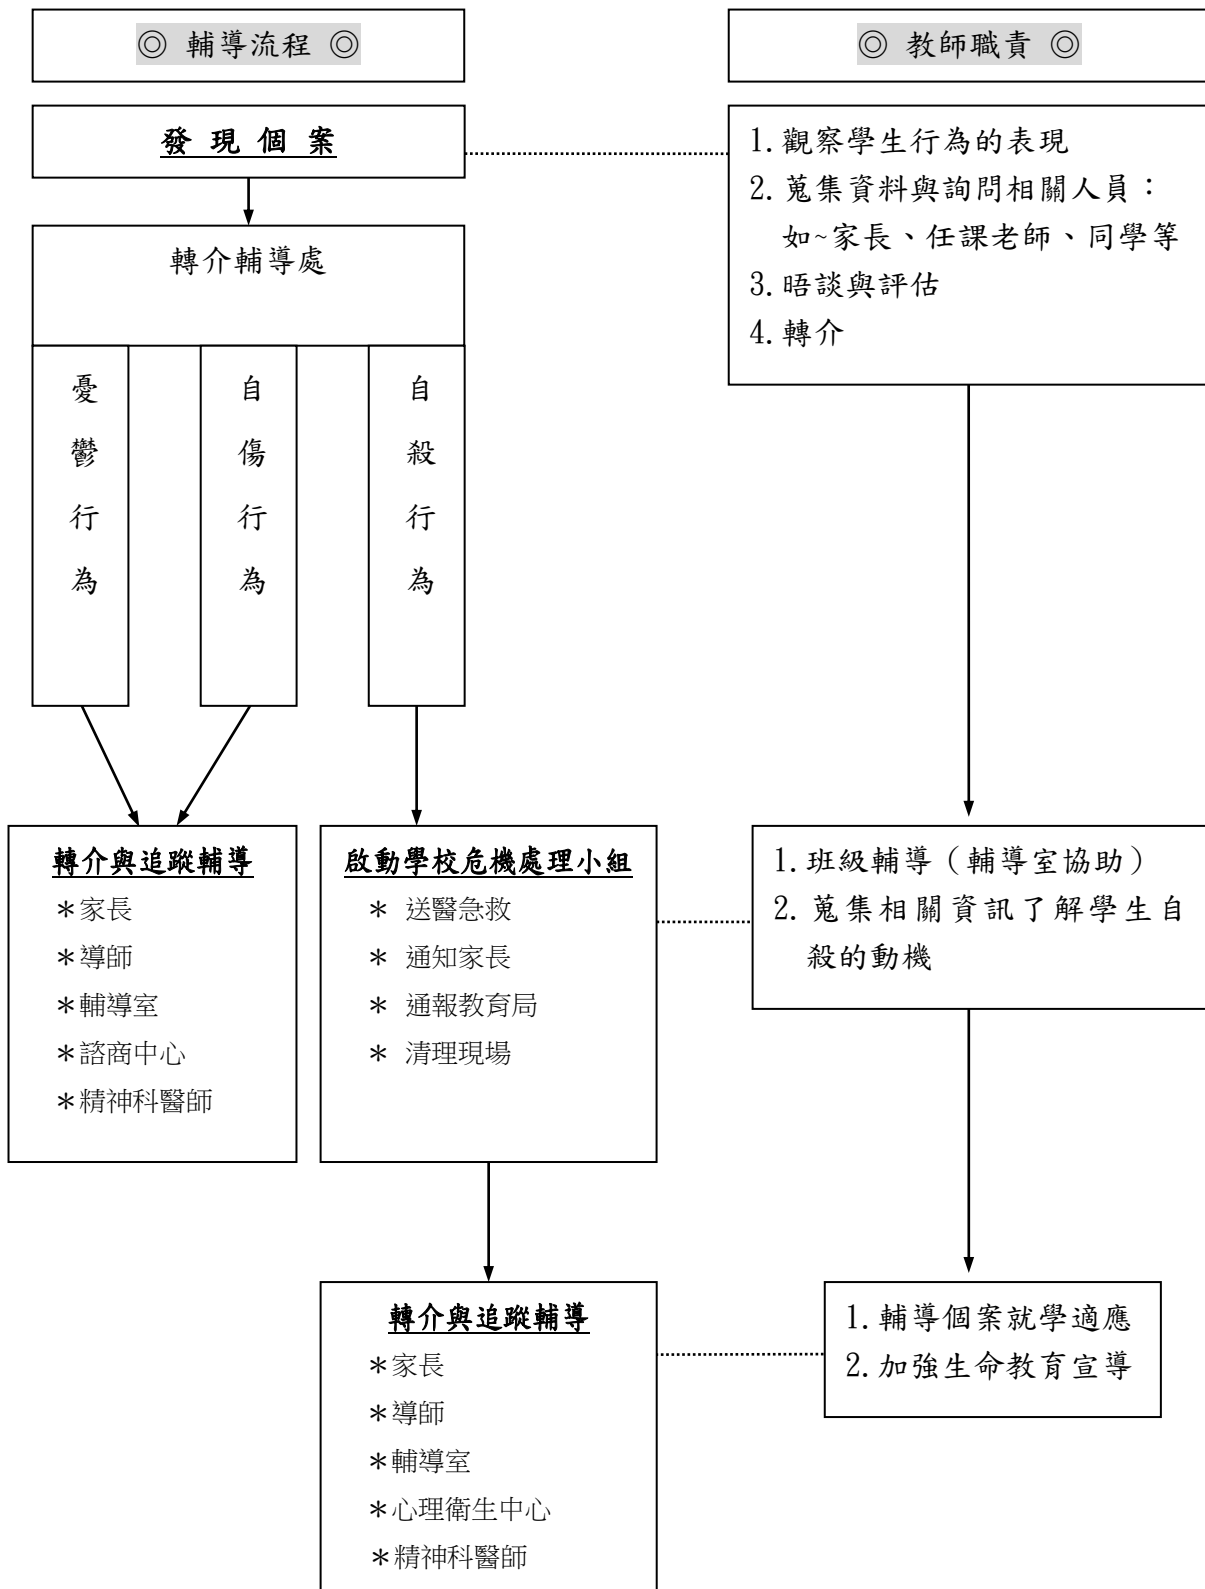 ◎ 輔導流程 ◎
◎ 教師職責 ◎
發 現 個 案
1.觀察學生行為的表現
2.蒐集資料與詢問相關人員：
如~家長、任課老師、同學等
3.晤談與評估
4.轉介
轉介輔導處
憂鬱行為
自傷行為
自殺行為
轉介與追蹤輔導
＊家長
＊導師
＊輔導室
＊諮商中心
＊精神科醫師
啟動學校危機處理小組
＊ 送醫急救
＊ 通知家長
＊ 通報教育局
＊ 清理現場
1.班級輔導（輔導室協助）
2.蒐集相關資訊了解學生自
殺的動機
轉介與追蹤輔導
＊家長
＊導師
＊輔導室
＊心理衛生中心
＊精神科醫師
1.輔導個案就學適應
2.加強生命教育宣導